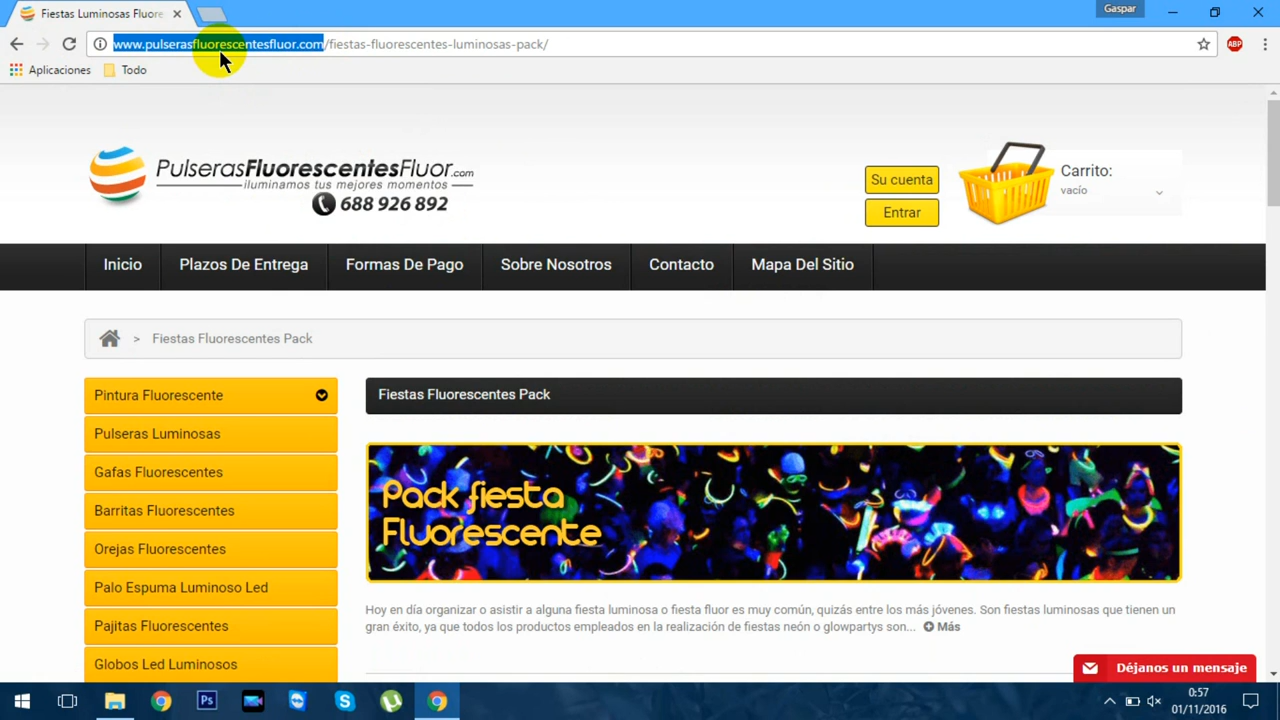 Fiestas Luminosas Fluore
Gaspar
www.pulserasfluorescentesfluor.com/fiestas-fluorescentes-luminosas-pack/
ABP
Aplicaciones
Todo
PulserasFluorescentesFluor.com
iluminamos tus mejores momentos
688 926 892
Su cuenta
Entrar
Carrito:
vacío
Inicio
Plazos De Entrega
Formas De Pago
Sobre Nosotros
Contacto
Mapa Del Sitio
> Fiestas Fluorescentes Pack
Pintura Fluorescente
Pulseras Luminosas
Gafas Fluorescentes
Barritas Fluorescentes
Orejas Fluorescentes
Palo Espuma Luminoso Led
Pajitas Fluorescentes
Globos Led Luminosos
Fiestas Fluorescentes Pack
Pack fiesta
Fluorescente
Hoy en día organizar o asistir a alguna fiesta luminosa o fiesta fluor es muy común, quizás entre los más jóvenes. Son fiestas luminosas que tienen un
gran éxito, ya que todos los productos empleados en la realización de fiestas neón o glowpartys son... Más
Déjanos un mensaje
Ps
0:57
01/11/2016